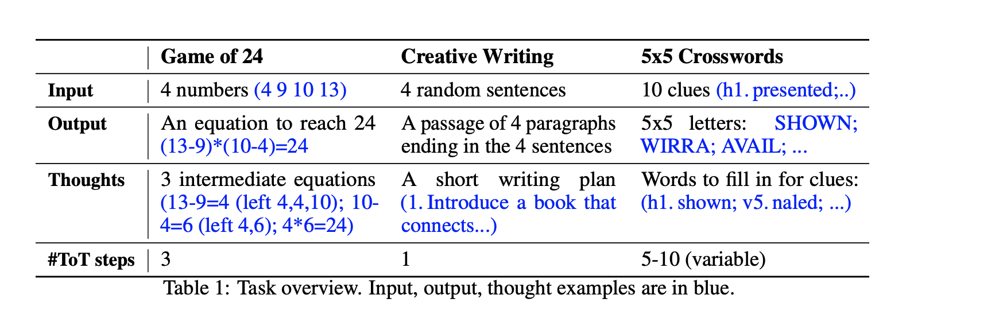 Game of 24 Creative Writing 5x5 Crosswords
Input 4 numbers (4 9 10 13) 4 random sentences 10 clues (h1. presented;..)
Output An equation to reach 24 A passage of 4 paragraphs 5x5 letters: SHOWN;
(13-9)*(10-4)=24 ending in the 4 sentences WIRRA; AVAIL; ...
Thoughts 3 intermediate equations A short writing plan Words to fill in for clues:
(13-9=4 (left 4,4,10); 10- (1. Introduce a book that (h1. shown; v5. naled; ...)
4=6 (left 4,6); 4*6=24) connects...)
#ToT steps 3 1 5-10 (variable)
Table 1: Task overview. Input, output, thought examples are in blue.